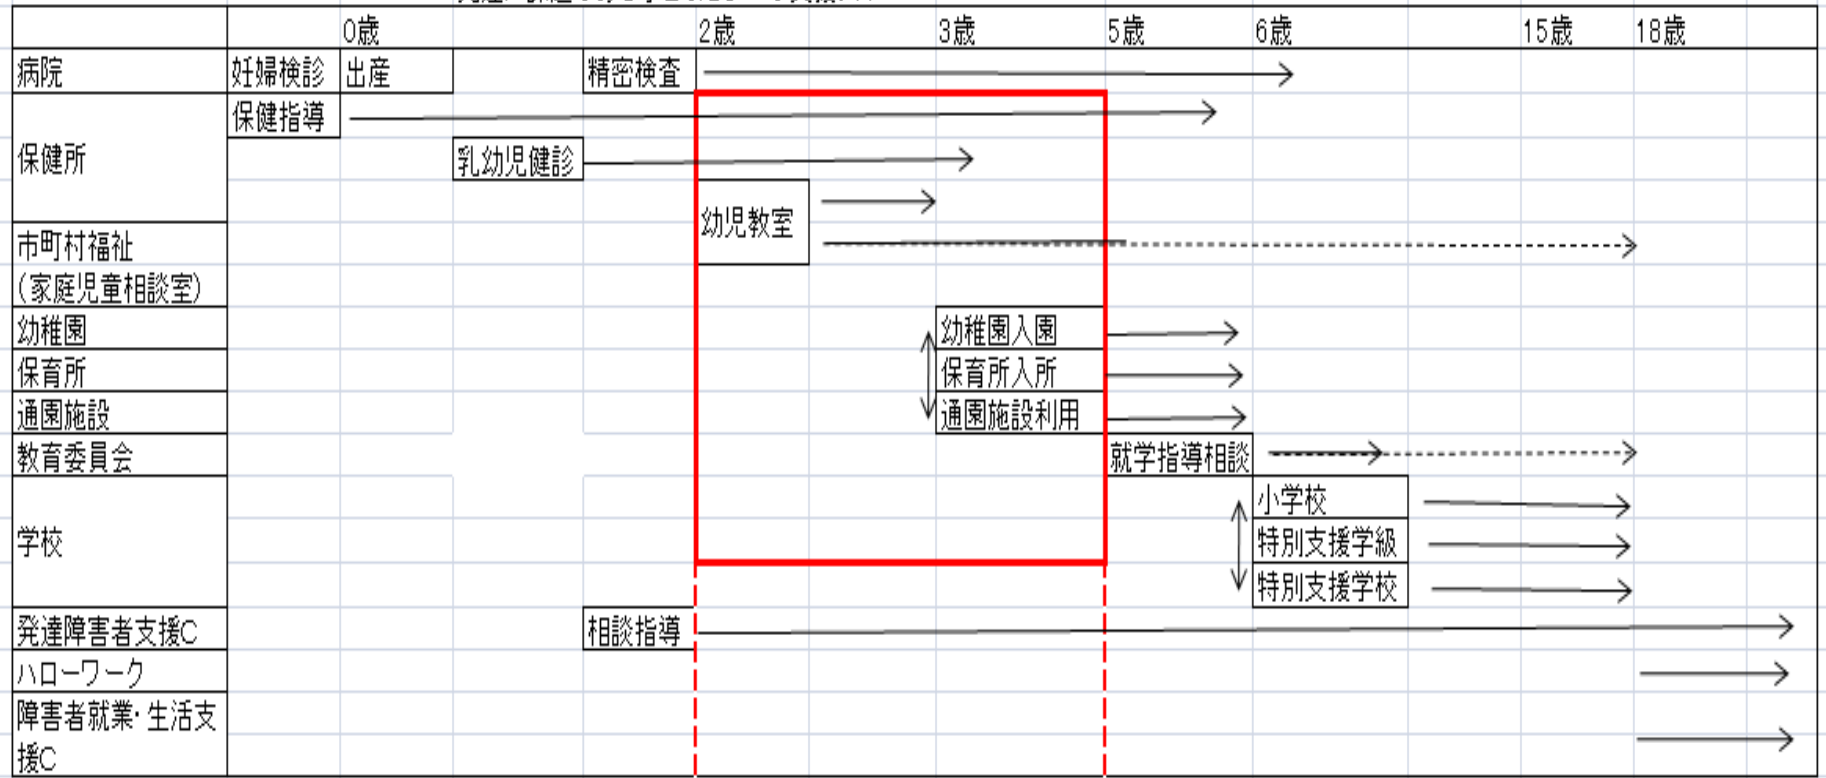 0歳 2歳 3歳 5歳 6歳 15歳 18歳
病院 妊婦検診 出産 精密検査
保健指導
保健所
乳幼児健診
幼児教室
市町村福祉
(家庭児童相談室)
幼稚園 幼稚園入園
保育所 保育所入所
通園施設 通園施設利用
教育委員会 就学指導相談
小学校
学校 特別支援学級
特別支援学校
発達障害者支援C 相談指導
ハローワーク
障害者就業・生活支
援C